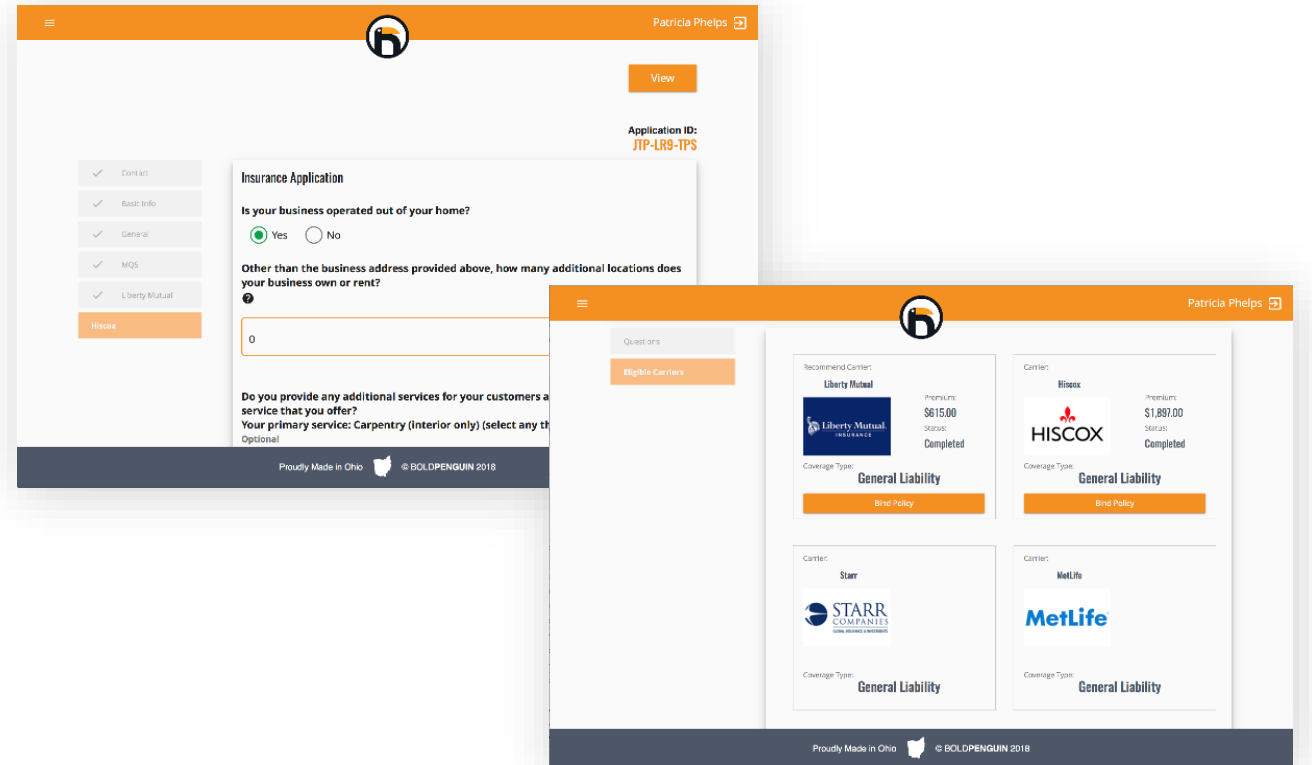 Patricia Phelps
View
Application ID:
JTP-LR9-TPS
Contact
Basic Info
General
MQS
Liberty Mutual
Hiscox
Insurance Application
Is your business operated out of your home?
Yes No
Other than the business address provided above, how many additional locations does
your business own or rent?
0
Do you provide any additional services for your customers a
service that you offer?
Your primary service: Carpentry (interior only) (select any th
Optional
Proudly Made in Ohio © BOLDPENGUIN 2018
Patricia Phelps
Questions
Eligible Carriers
Recommend Carrier:
Liberty Mutual
Liberty Mutual.
INSURANCE
Premium:
$615.00
Status:
Completed
Coverage Type:
General Liability
Bind Policy
Carrier:
Hiscox
HISCOX
Premium:
$1,897.00
Status:
Completed
Coverage Type:
General Liability
Bind Policy
Carrier:
Starr
STARR
COMPANIES
GLOBAL INSURANCE & INVESTMENTS
Coverage Type:
General Liability
Carrier:
MetLife
MetLife
Coverage Type:
General Liability
Proudly Made in Ohio © BOLDPENGUIN 2018